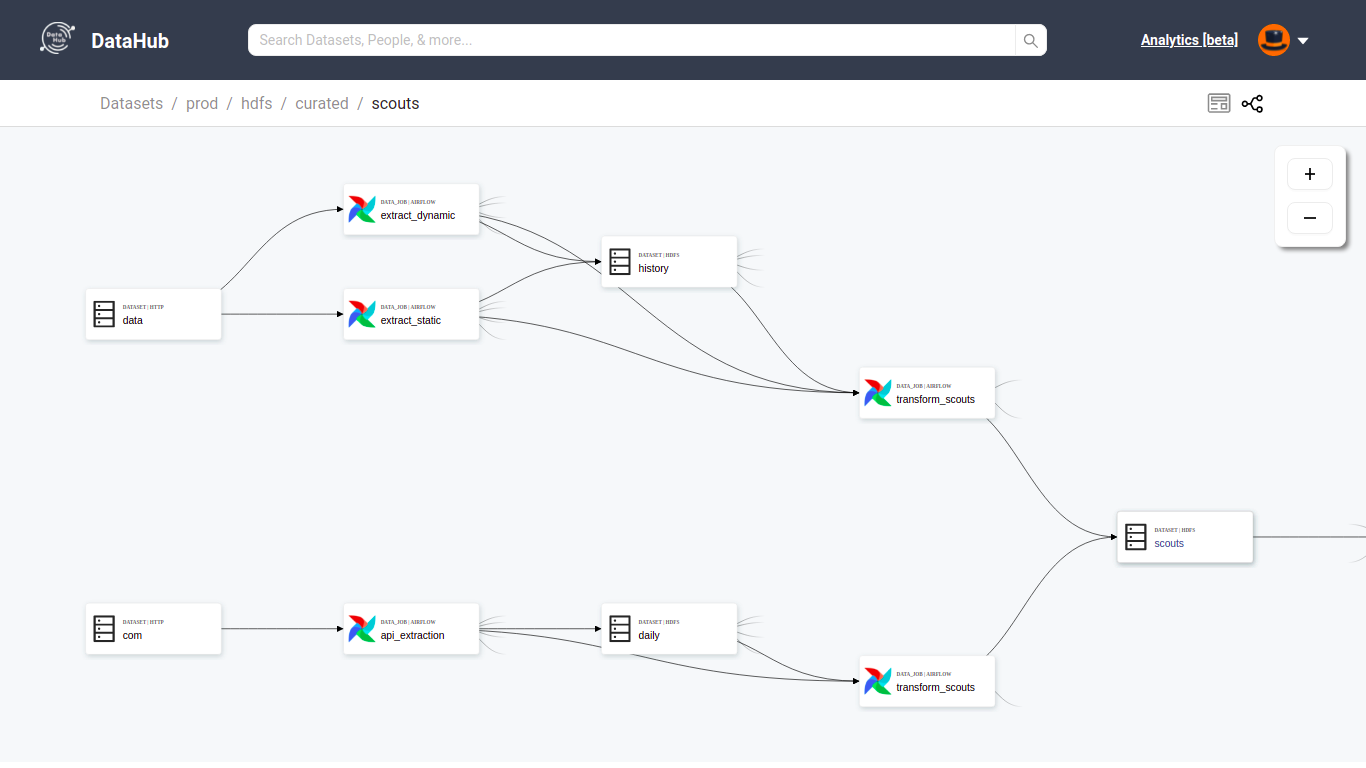 Data Hub
DataHub
Search Datasets, People, & more...
Analytics [beta]
Datasets / prod / hdfs / curated / scouts
+
−
DATA_JOB | AIRFLOW
extract_dynamic
DATASET | HDFS
history
DATASET | HTTP
data
DATA_JOB | AIRFLOW
extract_static
DATA_JOB | AIRFLOW
transform_scouts
DATASET | HDFS
scouts
DATASET | HTTP
com
DATA_JOB | AIRFLOW
api_extraction
DATASET | HDFS
daily
DATA_JOB | AIRFLOW
transform_scouts